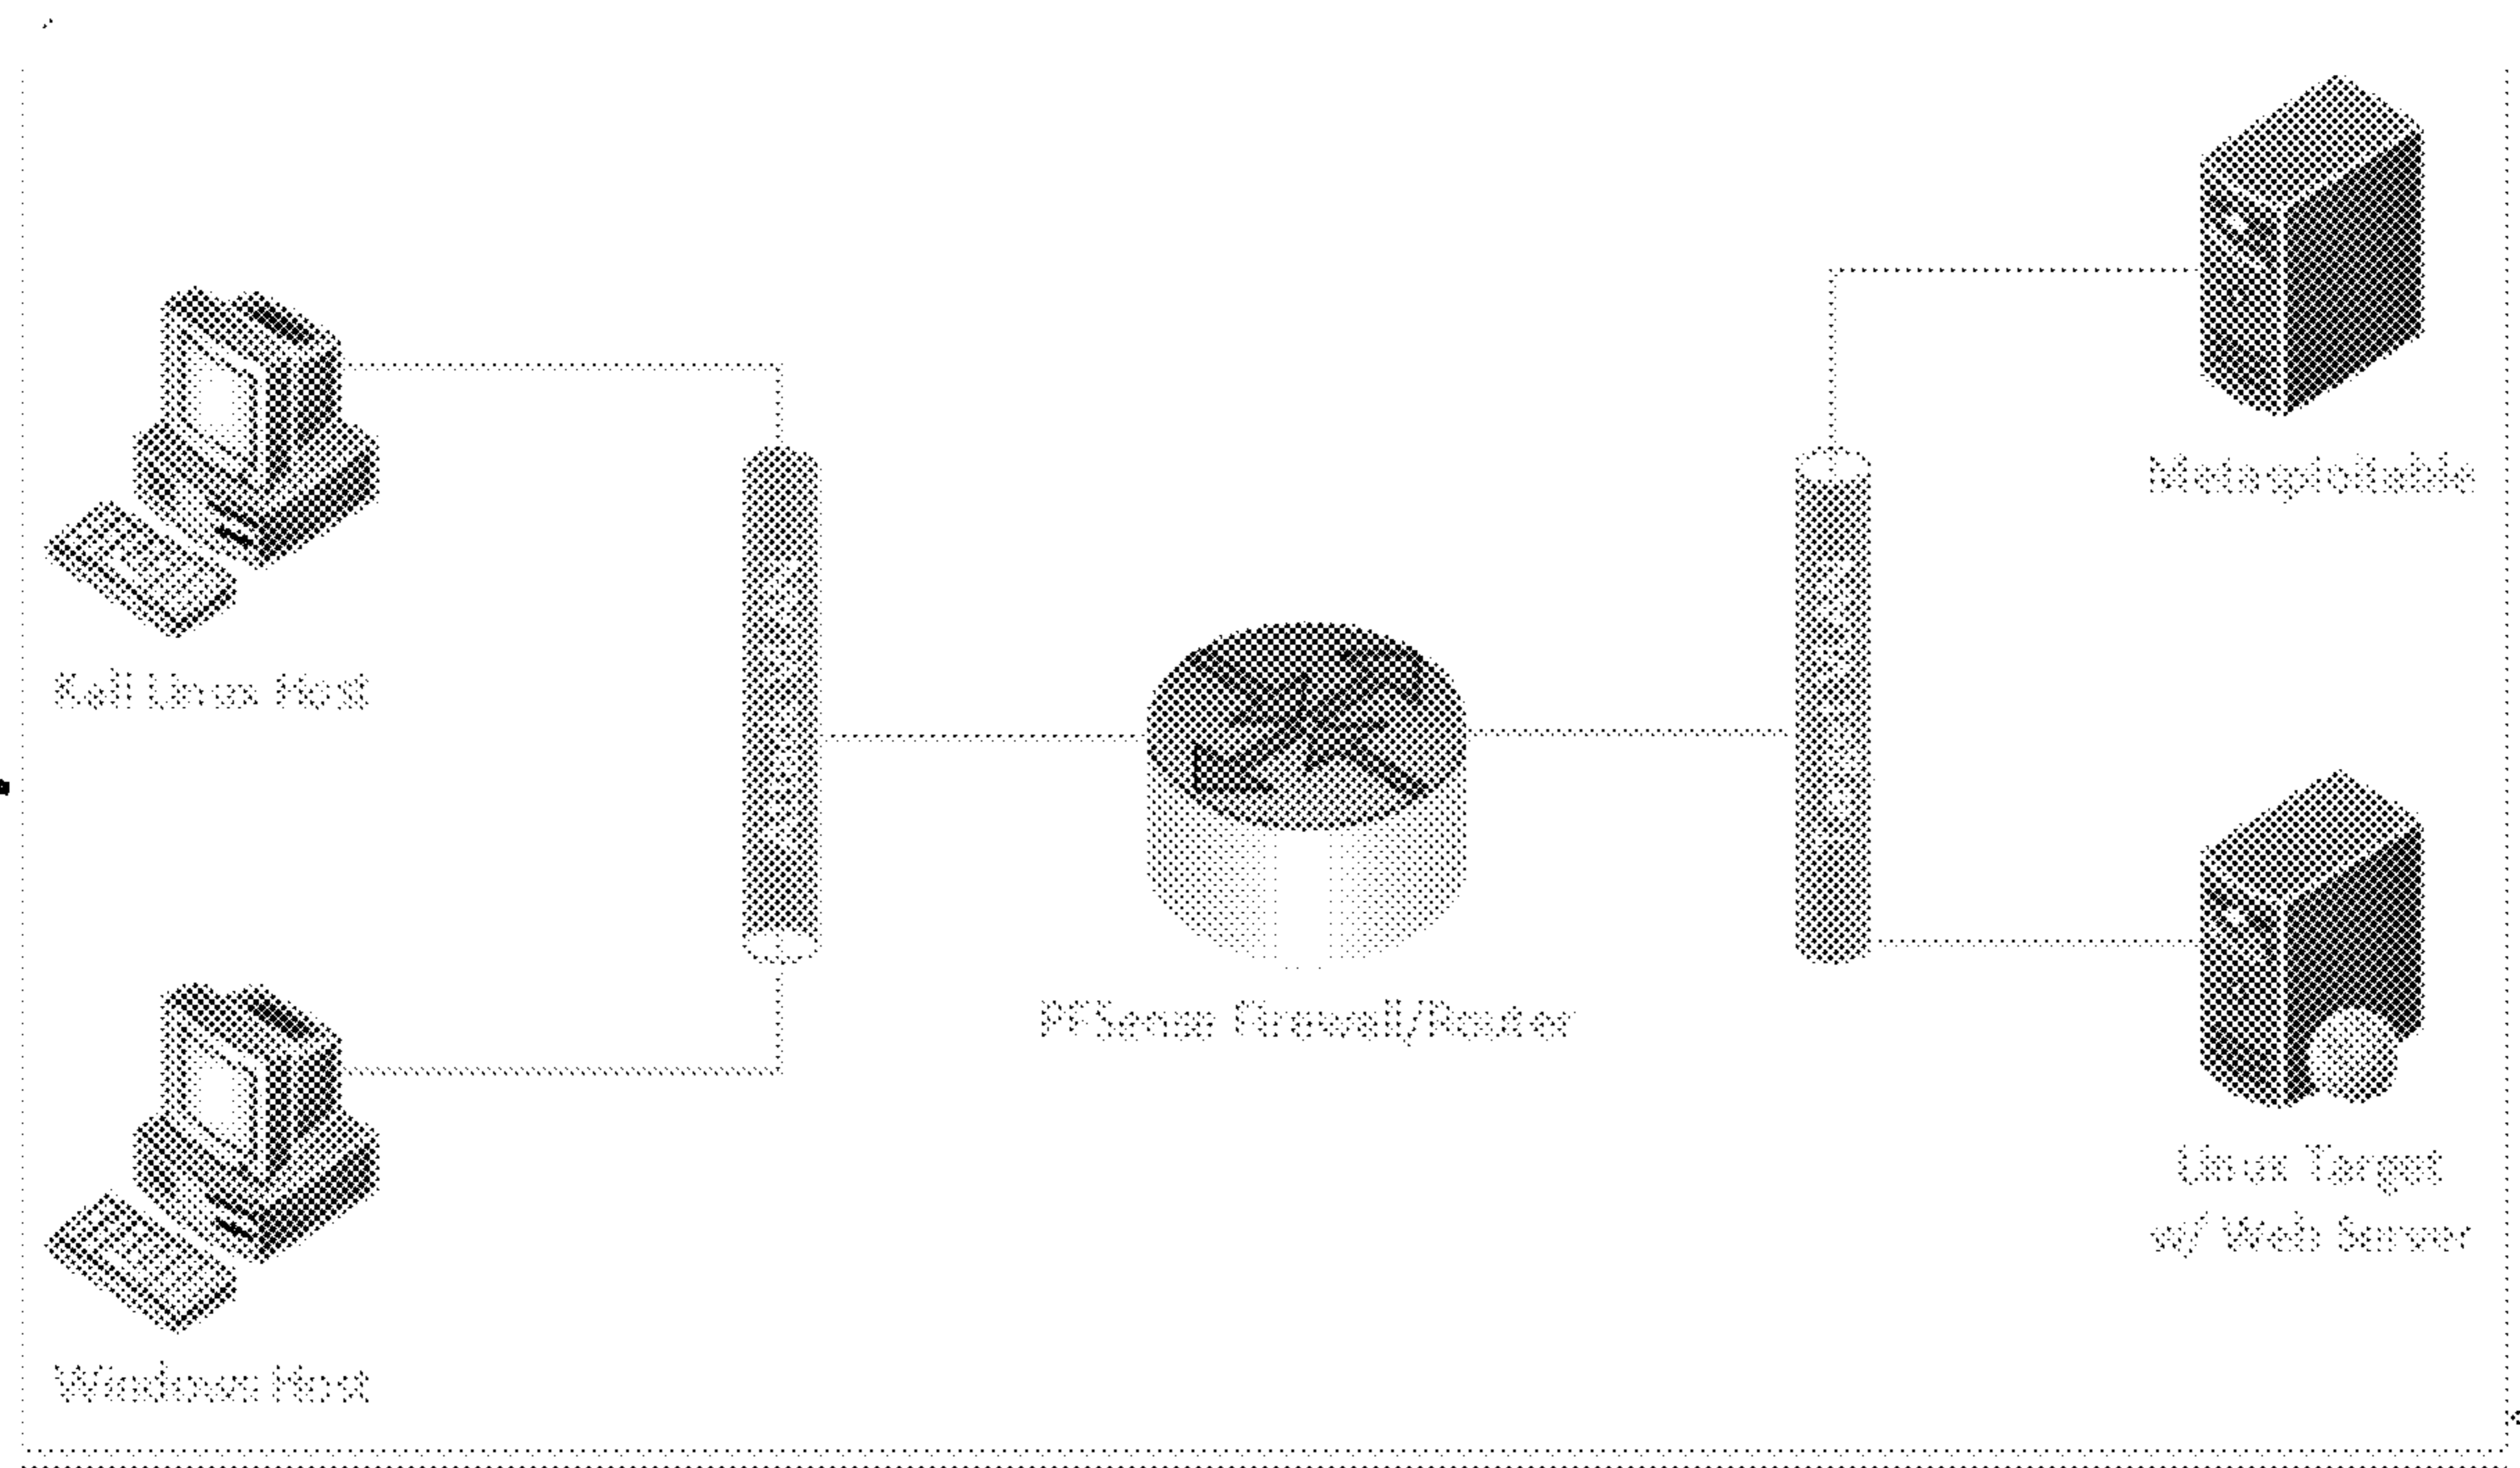 Metasploitable
Kali Linux Host
PFSense Firewall/Router
Linux Target
w/ Web Server
Windows Host